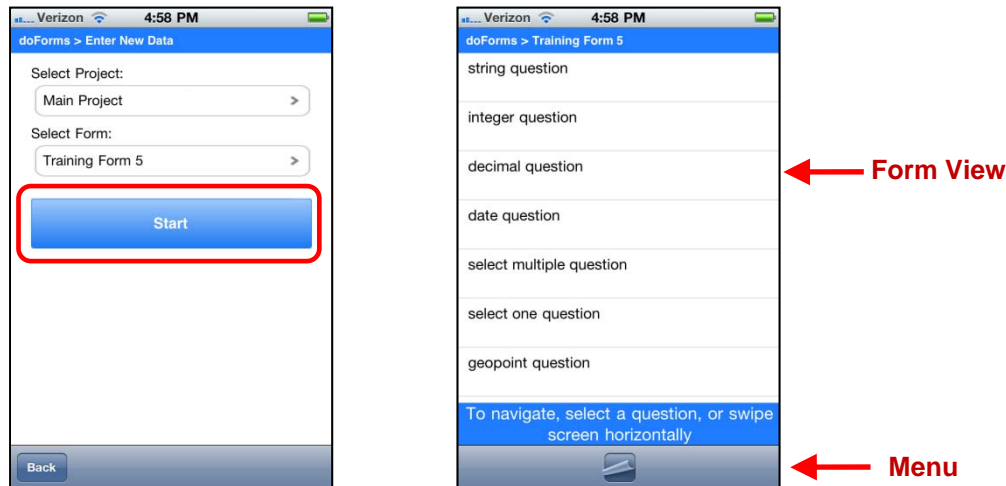 Verizon 4:58 PM
doForms > Enter New Data
Select Project:
Main Project >
Select Form:
Training Form 5 >
Start
Back
Verizon 4:58 PM
doForms > Training Form 5
string question
integer question
decimal question
date question
select multiple question
select one question
geopoint question
To navigate, select a question, or swipe
screen horizontally
Form View
Menu